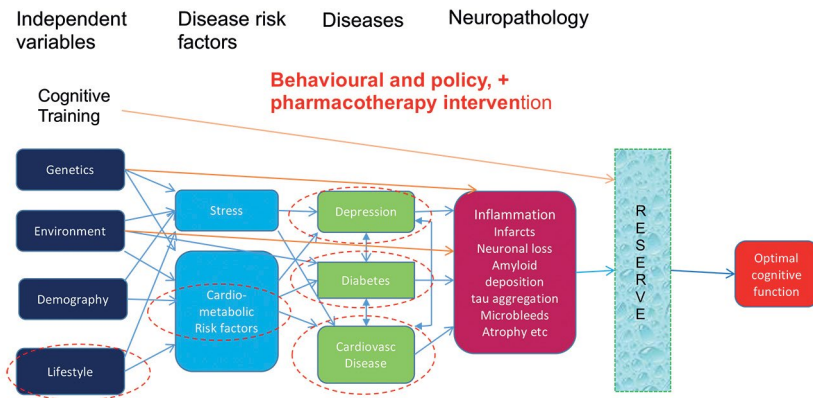 Independent
variables
Disease risk
factors
Diseases
Neuropathology
Behavioural and policy, +
pharmacotherapy intervention
Cognitive
Training
Genetics
Environment
Demography
Lifestyle
Stress
Cardio-
metabolic
Risk factors
Depression
Diabetes
Cardiovasc
Disease
Inflammation
Infarcts
Neuronal loss
Amyloid
deposition
tau aggregation
Microbleeds
Atrophy etc
RESERVE
Optimal
cognitive
function